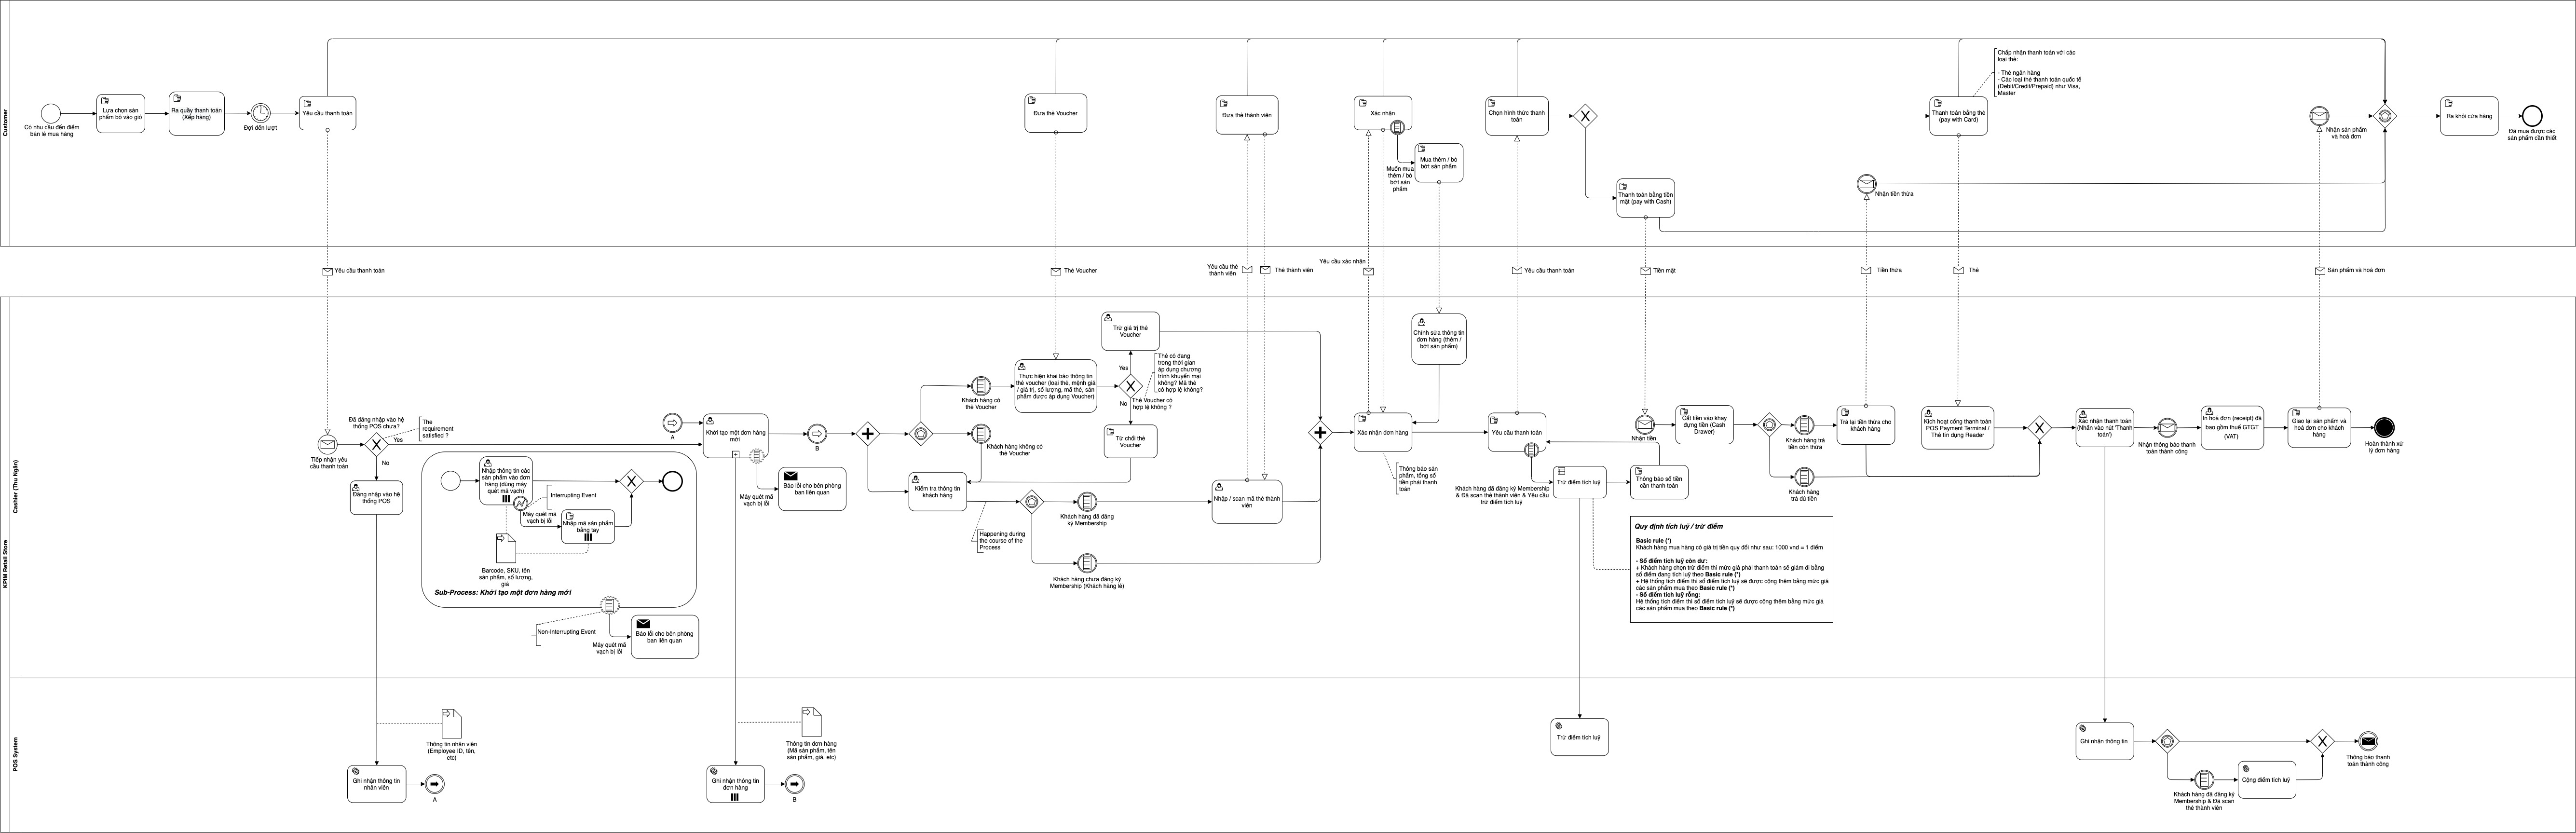 Customer
Có nhu cầu đến điểm
bán lẻ mua hàng
Lựa chọn sản
phẩm bỏ vào giỏ
Ra quầy thanh toán
(Xếp hàng)
Đợi đến lượt
Yêu cầu thanh toán
Đưa thẻ Voucher
Đưa thẻ thành viên
Xác nhận
Muốn mua
thêm / bỏ
bớt sản
phẩm
Mua thêm / bỏ
bớt sản phẩm
Chọn hình thức thanh
toán
Thanh toán bằng tiền
mặt (pay with Cash)
Nhận tiền thừa
Thanh toán bằng thẻ
(pay with Card)
Chấp nhận thanh toán với các
loại thẻ:
- Thẻ ngân hàng
- Các loại thẻ thanh toán quốc tế
(Debit/Credit/Prepaid) như Visa,
Master
Nhận sản phẩm
và hoá đơn
Ra khỏi cửa hàng
Đã mua được các
sản phẩm cần thiết
Yêu cầu thanh toán
Thẻ Voucher
Yêu cầu thẻ
thành viên
Thẻ thành viên
Yêu cầu xác nhận
Yêu cầu thanh toán
Tiền mặt
Tiền thừa
Thẻ
Sản phẩm và hoá đơn
KPIM Retail Store
Cashier (Thu Ngân)
Tiếp nhận yêu
cầu thanh toán
Đã đăng nhập vào hệ
thống POS chưa?
The
requirement
satisfied ?
Yes
No
Đăng nhập vào hệ
thống POS
Nhập thông tin các
sản phẩm vào đơn
hàng (dùng máy
quét mã vạch)
Interrupting Event
Máy quét mã
vạch bị lỗi
Nhập mã sản phẩm
bằng tay
Barcode, SKU, tên
sản phẩm, số lượng,
giá
Sub-Process: Khởi tạo một đơn hàng mới
Non-Interrupting Event
Máy quét mã
vạch bị lỗi
Báo lỗi cho bên phòng
ban liên quan
A
Khởi tạo một đơn hàng
mới
Máy quét mã
vạch bị lỗi
Báo lỗi cho bên phòng
ban liên quan
B
Khách hàng có
thẻ Voucher
Khách hàng không có
thẻ Voucher
Kiểm tra thông tin
khách hàng
Happening during
the course of the
Process
Thực hiện khai báo thông tin
thẻ voucher (loại thẻ, mệnh giá
/ giá trị, số lượng, mã thẻ, sản
phẩm được áp dụng Voucher)
Trừ giá trị thẻ
Voucher
Yes
Thẻ có đang
trong thời gian
áp dụng chương
trình khuyến mại
không? Mã thẻ
có hợp lệ không?
No
Thẻ Voucher có
hợp lệ không ?
Từ chối thẻ
Voucher
Khách hàng đã đăng
ký Membership
Khách hàng chưa đăng ký
Membership (Khách hàng lẻ)
Nhập / scan mã thẻ thành
viên
Xác nhận đơn hàng
Thông báo sản
phẩm, tổng số
tiền phải thanh
toán
Chỉnh sửa thông tin
đơn hàng (thêm /
bớt sản phẩm)
Yêu cầu thanh toán
Khách hàng đã đăng ký Membership
& Đã scan thẻ thành viên & Yêu cầu
trừ điểm tích luỹ
Trừ điểm tích luỹ
Thông báo số tiền
cần thanh toán
Quy định tích luỹ / trừ điểm
Basic rule (*)
Khách hàng mua hàng có giá trị tiền quy đổi như sau: 1000 vnd = 1 điểm
- Số điểm tích luỹ còn dư:
+ Khách hàng chọn trừ điểm thì mức giá phải thanh toán sẽ giảm đi bằng
số điểm đang tích luỹ theo Basic rule (*)
+ Hệ thống tích điểm thì số điểm tích luỹ sẽ được cộng thêm bằng mức giá
các sản phẩm mua theo Basic rule (*)
- Số điểm tích luỹ rỗng:
Hệ thống tích điểm thì số điểm tích luỹ sẽ được cộng thêm bằng mức giá
các sản phẩm mua theo Basic rule (*)
Nhận tiền
Cất tiền vào khay
đựng tiền (Cash
Drawer)
Khách hàng trả
tiền còn thừa
Khách hàng
trả đủ tiền
Trả lại tiền thừa cho
khách hàng
Kích hoạt cổng thanh toán
POS Payment Terminal /
Thẻ tín dụng Reader
Xác nhận thanh toán
(Nhấn vào nút 'Thanh
toán')
Nhận thông báo thanh
toán thành công
In hoá đơn (receipt) đã
bao gồm thuế GTGT
(VAT)
Giao lại sản phẩm và
hoá đơn cho khách
hàng
Hoàn thành xử
lý đơn hàng
POS System
Thông tin nhân viên
(Employee ID, tên,
etc)
Ghi nhận thông tin
nhân viên
A
Thông tin đơn hàng
(Mã sản phẩm, tên
sản phẩm, giá, etc)
Ghi nhận thông tin
đơn hàng
B
Trừ điểm tích luỹ
Ghi nhận thông tin
Khách hàng đã đăng ký
Membership & Đã scan
thẻ thành viên
Cộng điểm tích luỹ
Thông báo thanh
toán thành công